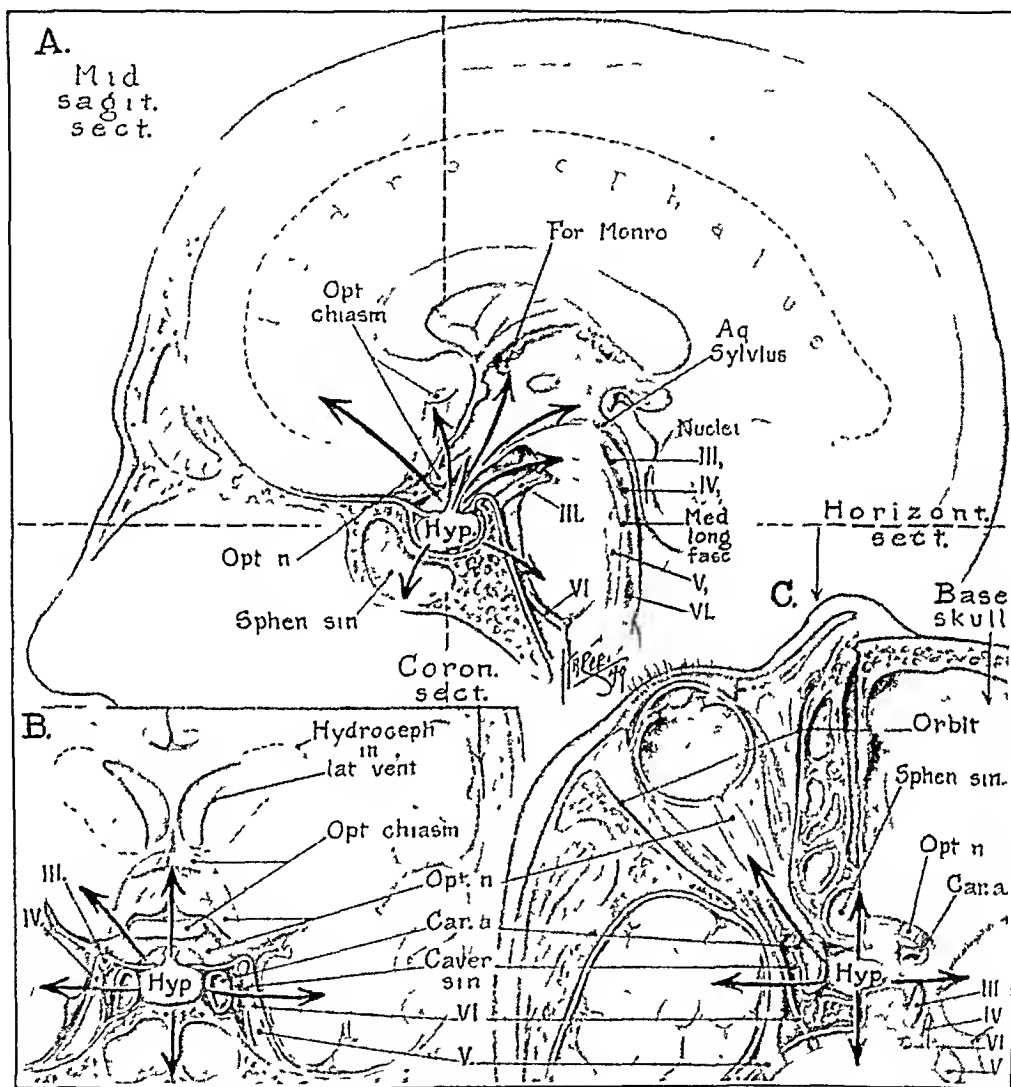 A.
Mid
sagit.
sect.
For Monro
Opt
chiasm
Aq
Sylvius
Nuclei
III,
IV,
Med
long
fasc
V,
VI.
III.
Hyp
VI
Opt n
Sphen sin
Horizont.
sect.
Coron.
sect.
B.
Hydroceph
in
lat vent
Opt chiasm
III.
IV.
Opt. n
Car. a
Caver
sin
Hyp
VI
V.
C.
Base
skull
Orbit
Sphen sin.
Opt n
Car. a
Hyp
III
IV
VI
V